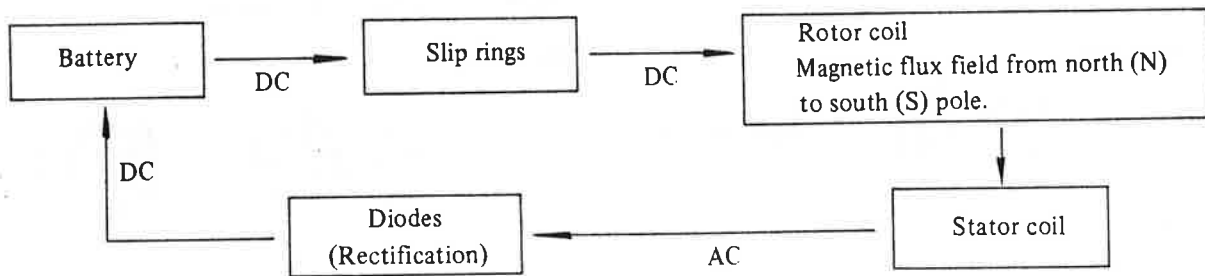 Battery
DC
Slip rings
DC
Rotor coil
Magnetic flux field from north (N)
to south (S) pole.
DC
Diodes
(Rectification)
AC
Stator coil